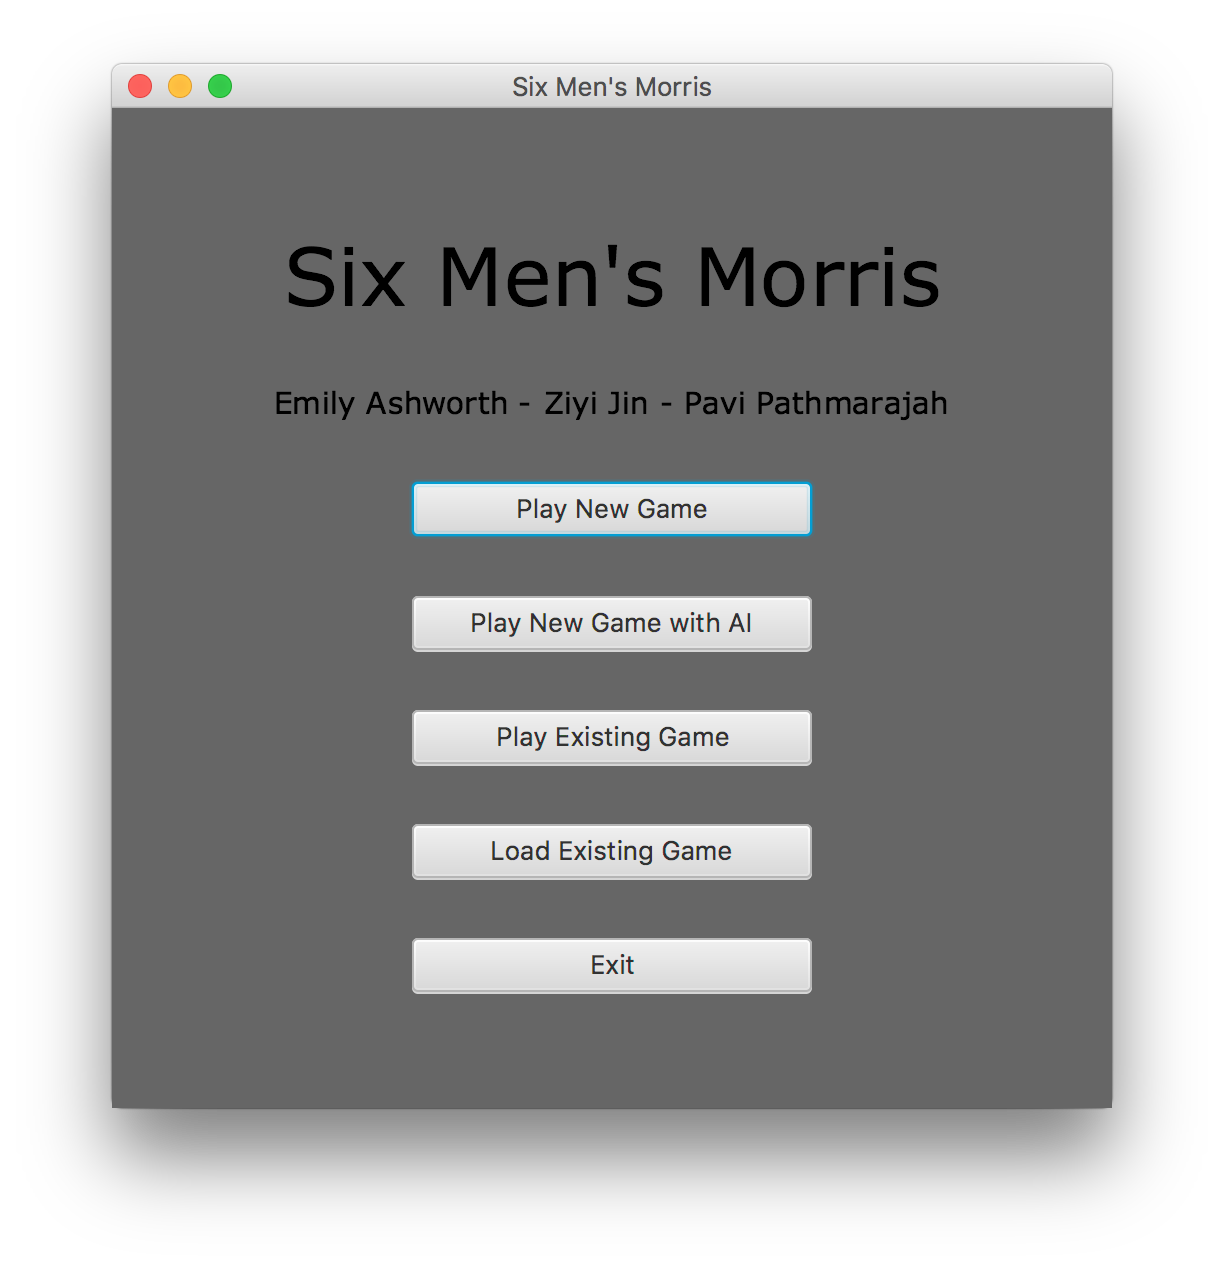 Six Men's Morris
Six Men's Morris
Emily Ashworth - Ziyi Jin - Pavi Pathmarajah
Play New Game
Play New Game with AI
Play Existing Game
Load Existing Game
Exit